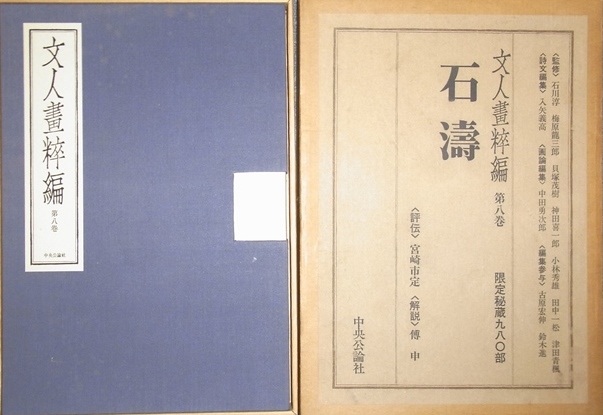 文人畫粹編
第八巻
中央公論社
〈監修〉石川淳 梅原龍三郎 貝塚茂樹 神田喜一郎 小林秀雄 田中一松 津田青楓
〈詩文編集〉入矢義高 〈画論編集〉中田勇次郎 〈編集参与〉古原宏伸 鈴木進
文人畫粹編 第八巻 限定秘蔵九八〇部
石濤
〈評伝〉宮崎市定 〈解説〉傅申
中央公論社